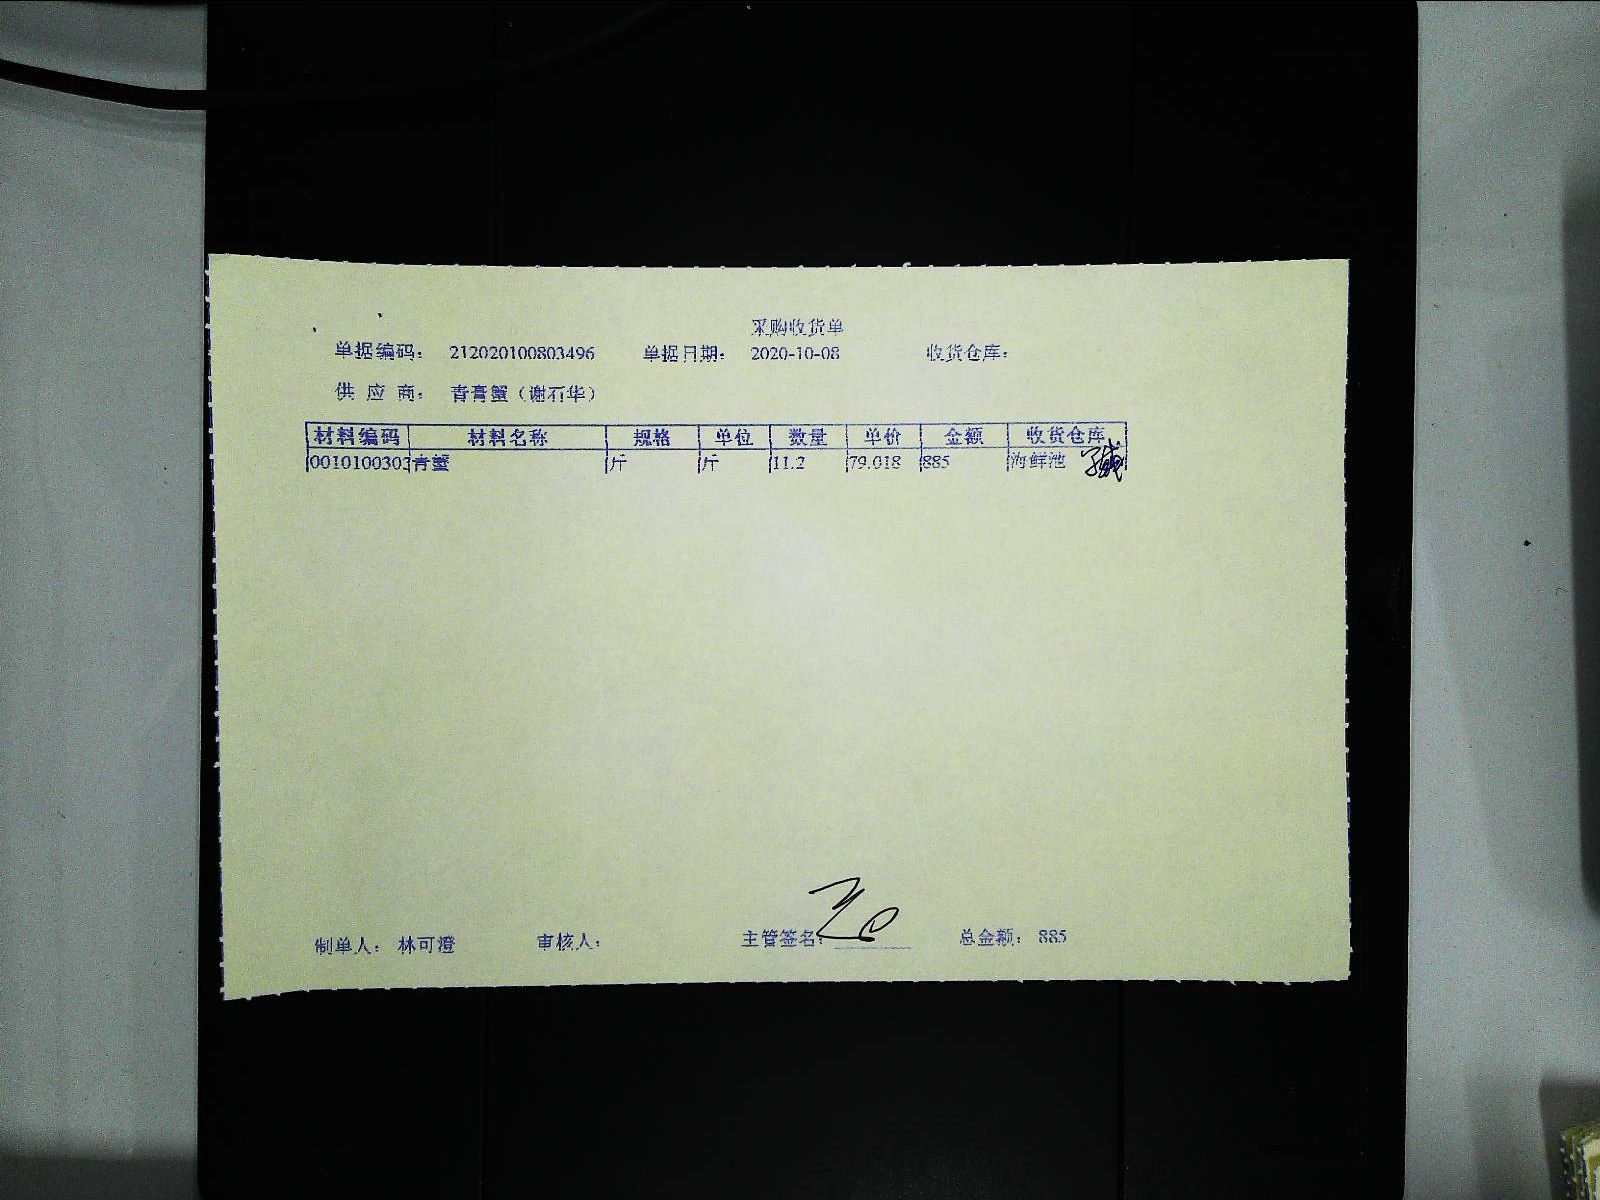 采购收货单
单据编码: 212020100803496 单据日期: 2020-10-08 收货仓库:
供 应 商: 青膏蟹（谢石华）
材料编码 材料名称 规格 单位 数量 单价 金额 收货仓库
0010100302 青蟹 斤 斤 11.2 79.018 885 海鲜池
制单人: 林可澄 审核人: 主管签名: 总金额: 885